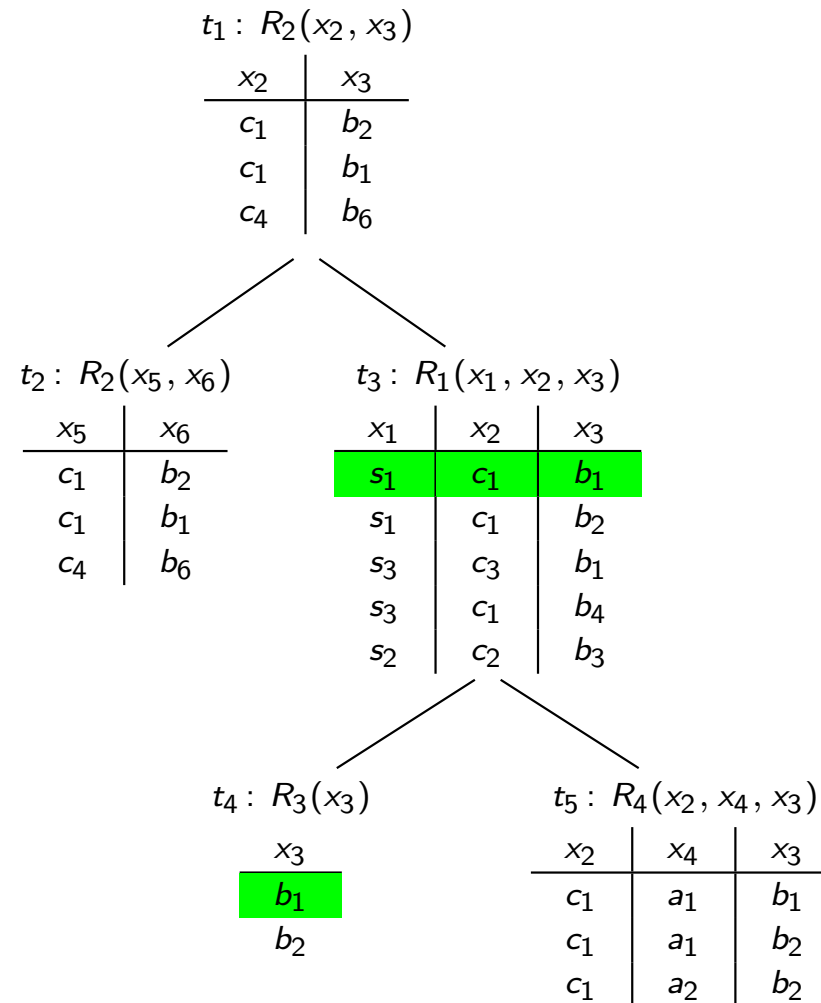 t₁ : R₂(x₂, x₃)
x₂ x₃
c₁ b₂
c₁ b₁
c₄ b₆
t₂ : R₂(x₅, x₆)
x₅ x₆
c₁ b₂
c₁ b₁
c₄ b₆
t₃ : R₁(x₁, x₂, x₃)
x₁ x₂ x₃
s₁ c₁ b₁
s₁ c₁ b₂
s₃ c₃ b₁
s₃ c₁ b₄
s₂ c₂ b₃
t₄ : R₃(x₃)
x₃
b₁
b₂
t₅ : R₄(x₂, x₄, x₃)
x₂ x₄ x₃
c₁ a₁ b₁
c₁ a₁ b₂
c₁ a₂ b₂